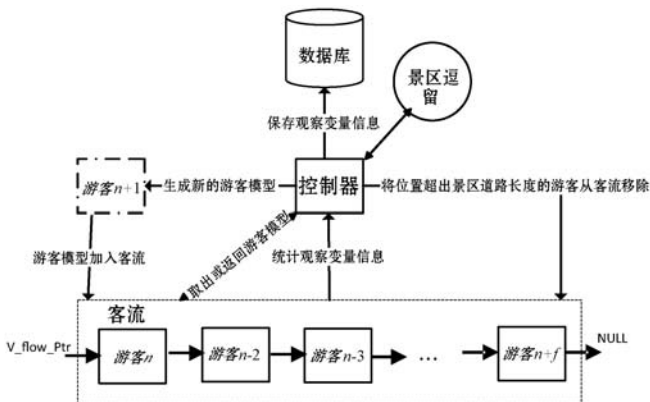 数据库
景区逗
留
保存观察变量信息
游客n+1
生成新的游客模型
控制器
将位置超出景区道路长度的游客从客流移除
游客模型加入客流
取出或返回游客模型
统计观察变量信息
客流
V_flow_Ptr
游客n
游客n-2
游客n-3
…
游客n+f
NULL